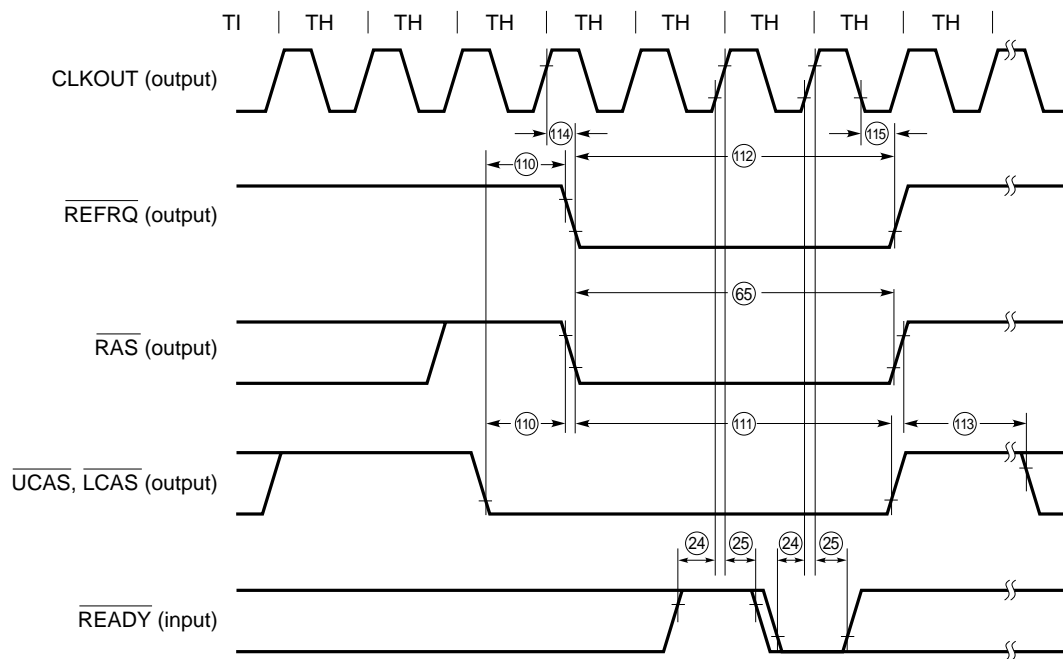 TI TH TH TH TH TH TH TH TH
CLKOUT (output)
114 115
110 112
REFRQ (output)
65
RAS (output)
110 111 113
UCAS, LCAS (output)
24 25 24 25
READY (input)